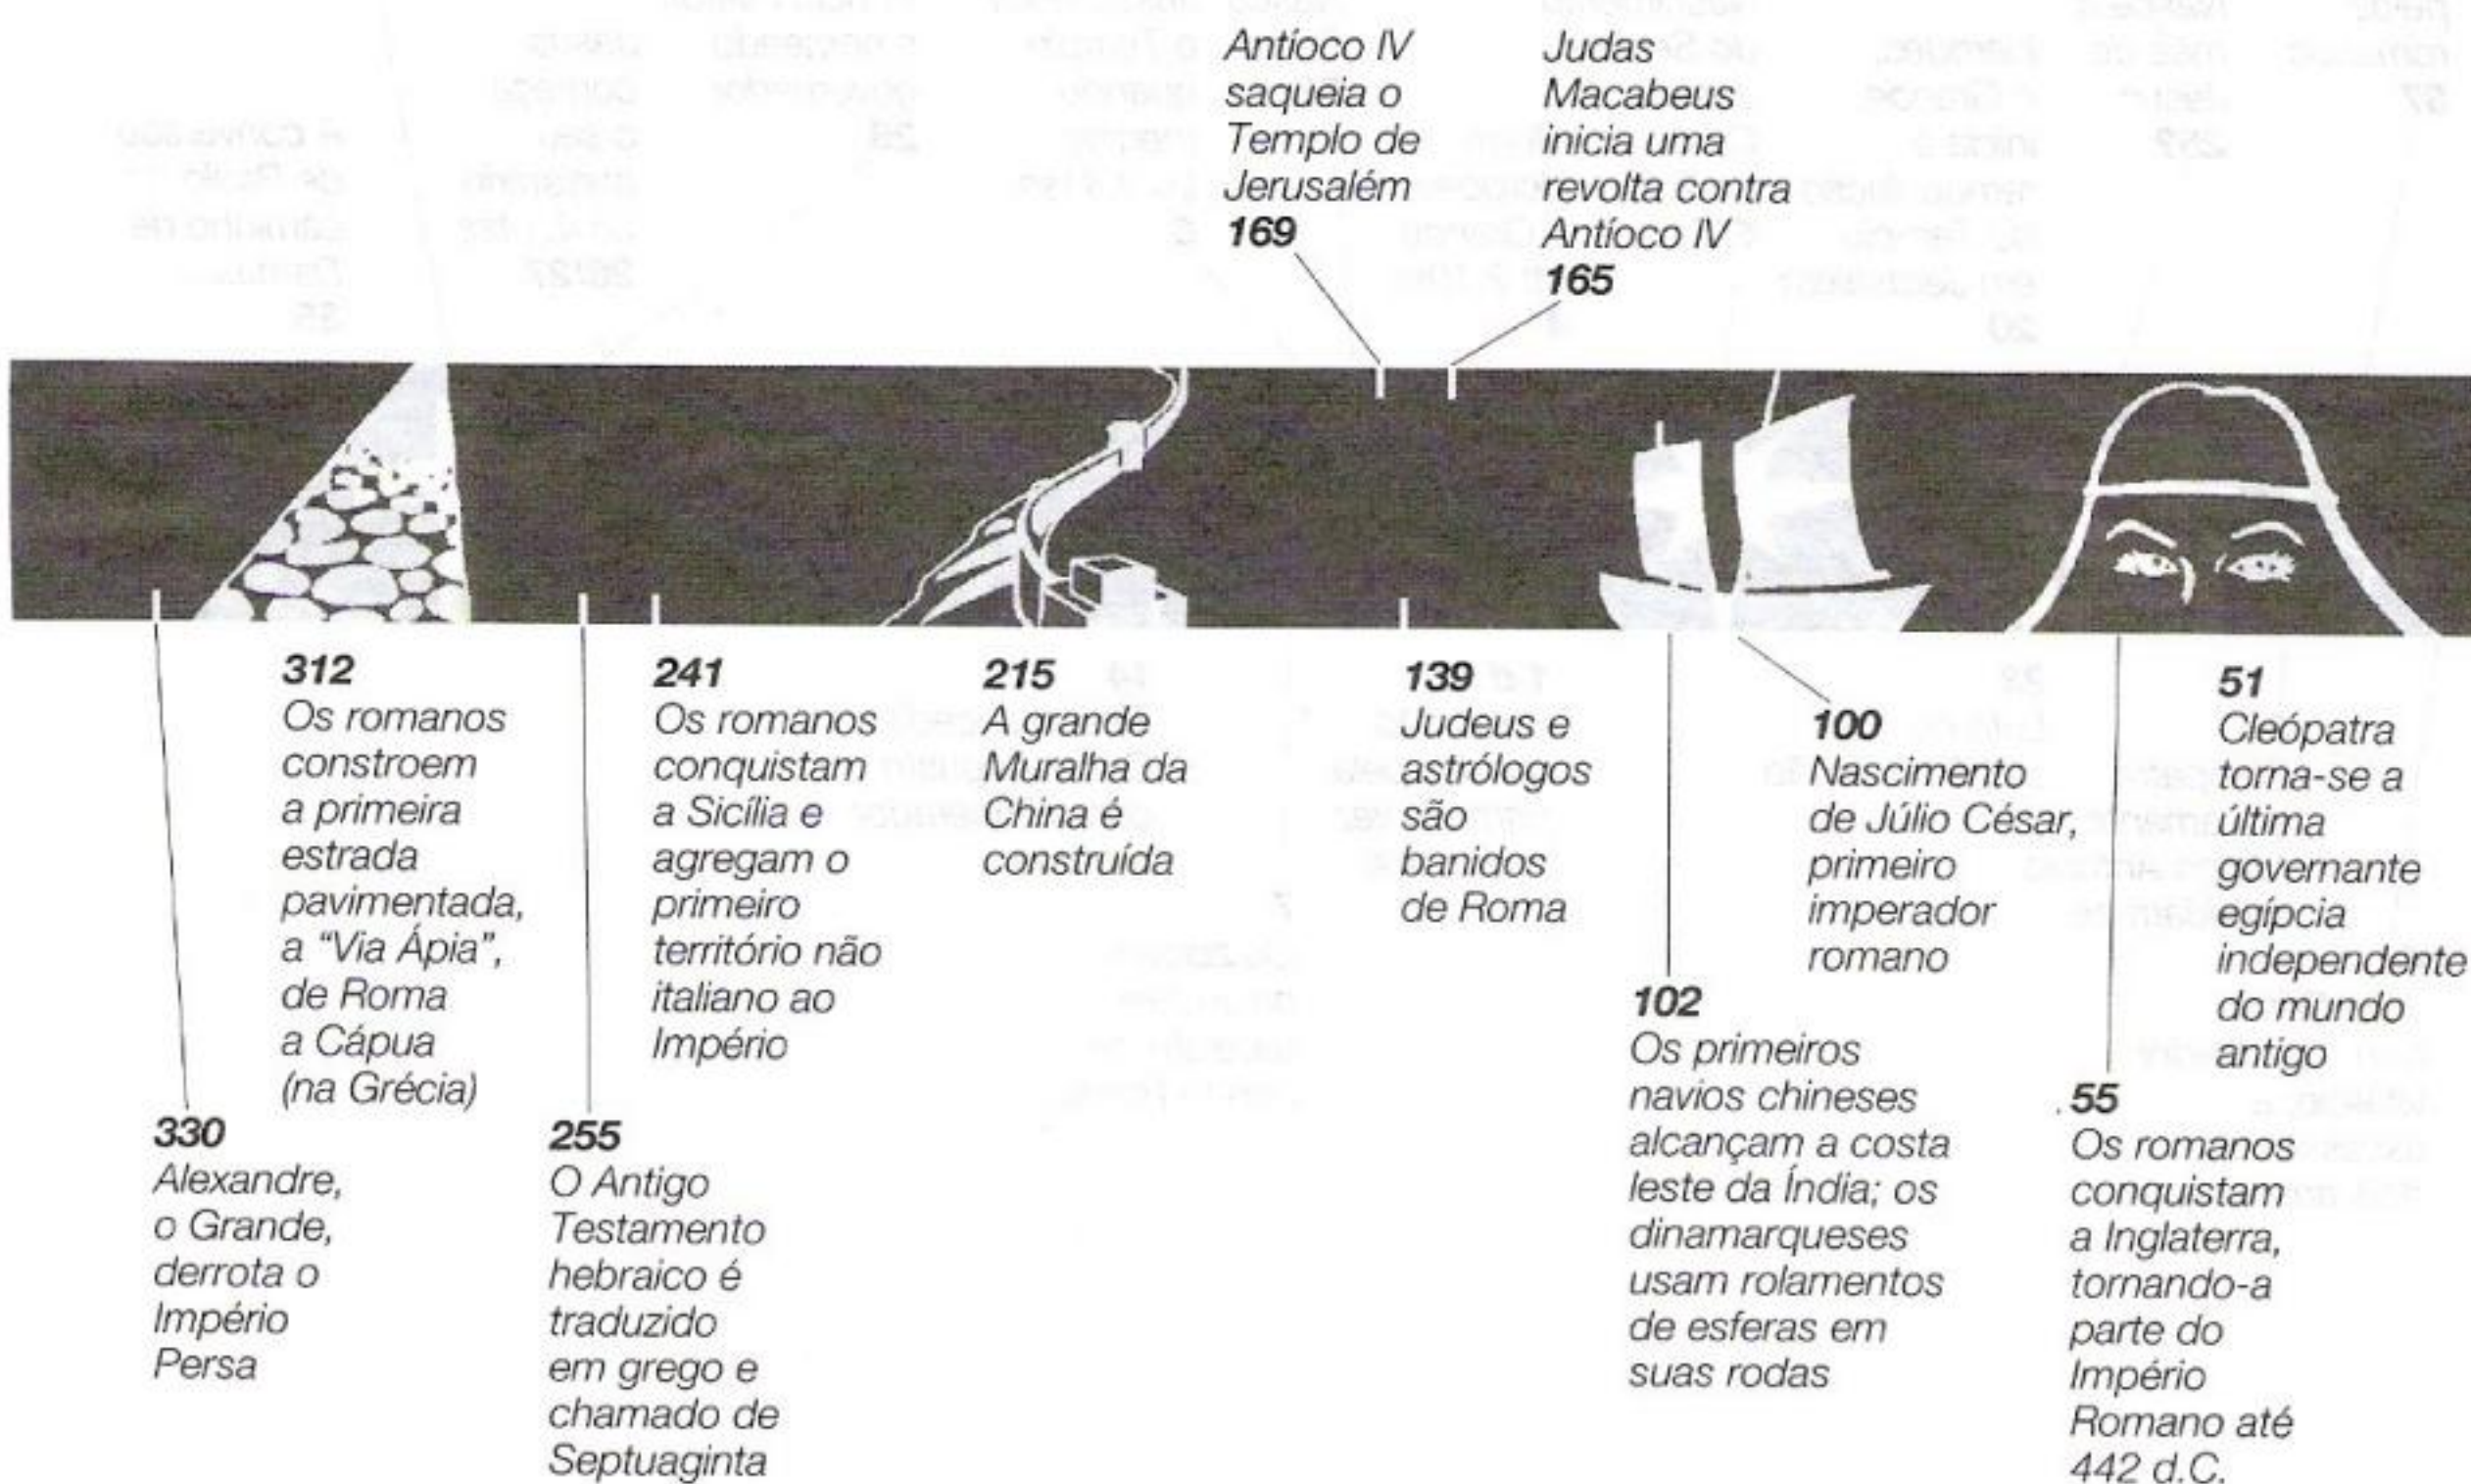 Antíoco IV
saqueia o
Templo de
Jerusalém
169
Judas
Macabeus
inicia uma
revolta contra
Antíoco IV
165
312
Os romanos
constroem
a primeira
estrada
pavimentada,
a “Via Ápia”,
de Roma
a Cápua
(na Grécia)
330
Alexandre,
o Grande,
derrota o
Império
Persa
255
O Antigo
Testamento
hebraico é
traduzido
em grego e
chamado de
Septuaginta
241
Os romanos
conquistam
a Sicília e
agregam o
primeiro
território não
italiano ao
Império
215
A grande
Muralha da
China é
construída
139
Judeus e
astrólogos
são
banidos
de Roma
102
Os primeiros
navios chineses
alcançam a costa
leste da Índia; os
dinamarqueses
usam rolamentos
de esferas em
suas rodas
100
Nascimento
de Júlio César,
primeiro
imperador
romano
55
Os romanos
conquistam
a Inglaterra,
tornando-a
parte do
Império
Romano até
442 d.C.
51
Cleópatra
torna-se a
última
governante
egípcia
independente
do mundo
antigo